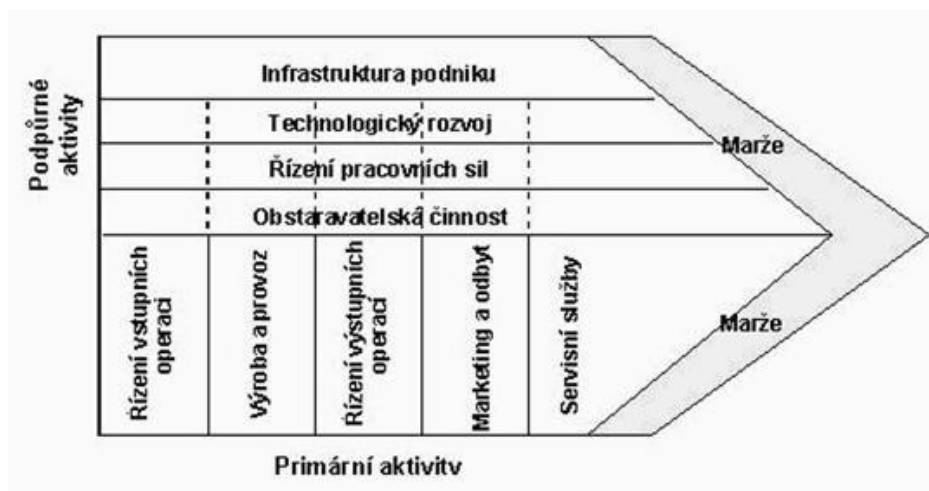 Podpůrné
aktivity
Infrastruktura podniku
Technologický rozvoj
Řízení pracovních sil
Obstaravatelská činnost
Marže
Řízení vstupních
operací
Výroba a provoz
Řízení výstupních
operací
Marketing a odbyt
Servisní služby
Marže
Primární aktivity